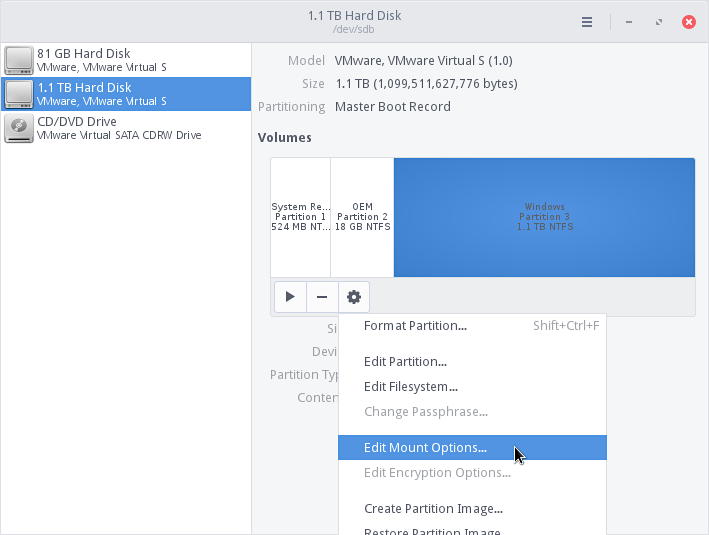 1.1 TB Hard Disk
/dev/sdb
81 GB Hard Disk
VMware, VMware Virtual S
1.1 TB Hard Disk
VMware, VMware Virtual S
CD/DVD Drive
VMware Virtual SATA CDRW Drive
Model VMware, VMware Virtual S (1.0)
Size 1.1 TB (1,099,511,627,776 bytes)
Partitioning Master Boot Record
Volumes
System Re...
Partition 1
524 MB NT...
OEM
Partition 2
18 GB NTFS
Windows
Partition 3
1.1 TB NTFS
Si
Devi
Partition Typ
Conten
Format Partition... Shift+Ctrl+F
Edit Partition...
Edit Filesystem...
Change Passphrase...
Edit Mount Options...
Edit Encryption Options...
Create Partition Image...
Restore Partition Image